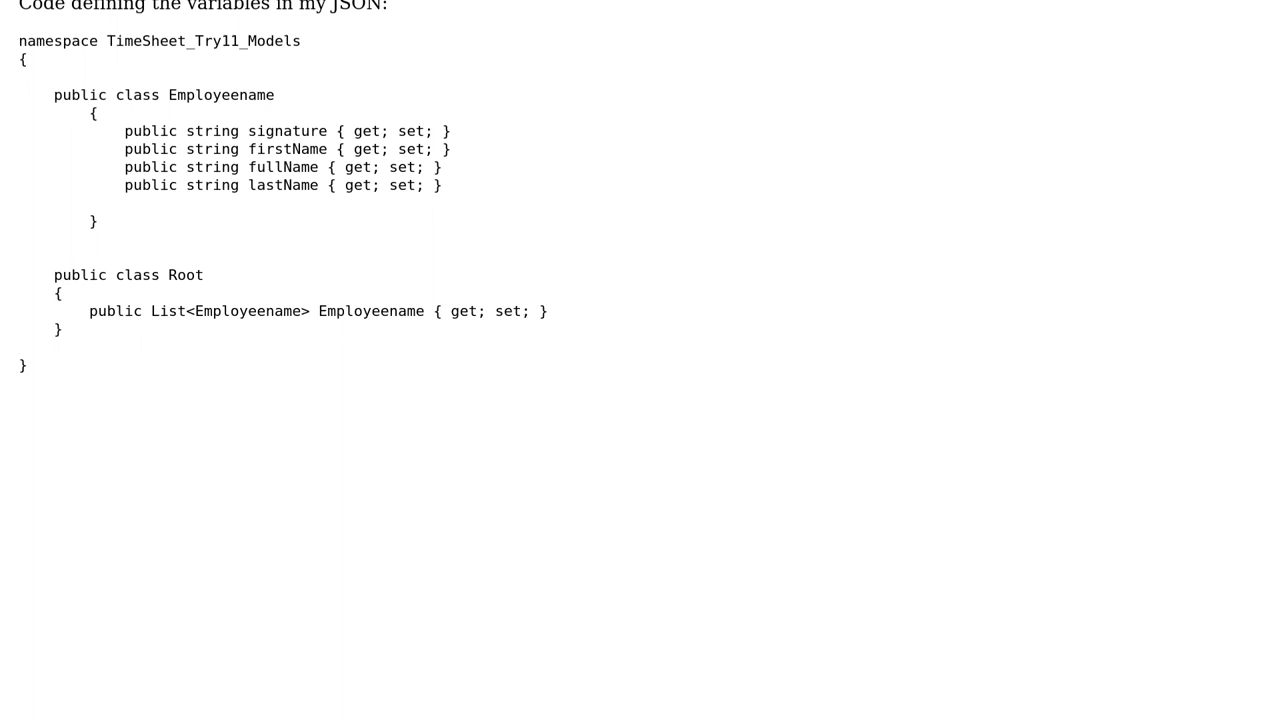 Code defining the variables in my JSON:
namespace TimeSheet_Try11_Models
{
    public class Employeename
        {
            public string signature { get; set; }
            public string firstName { get; set; }
            public string fullName { get; set; }
            public string lastName { get; set; }
        }
    public class Root
    {
        public List<Employeename> Employeename { get; set; }
    }
}